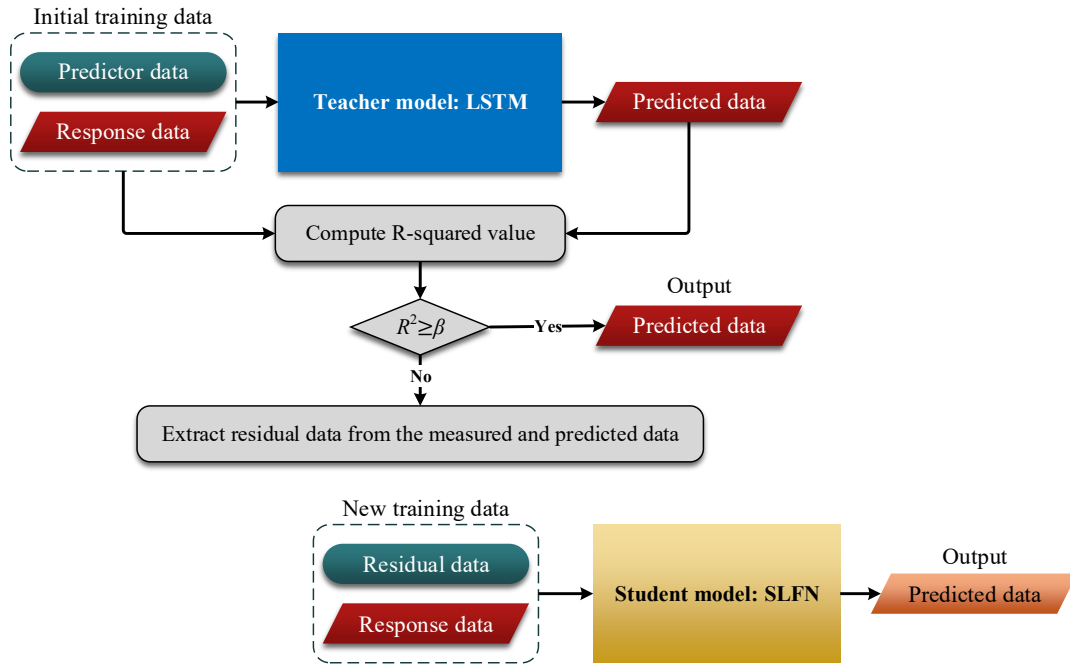 Initial training data
Predictor data
Response data
Teacher model: LSTM
Predicted data
Compute R-squared value
R²≥β
Yes
Output
Predicted data
No
Extract residual data from the measured and predicted data
New training data
Residual data
Response data
Student model: SLFN
Output
Predicted data